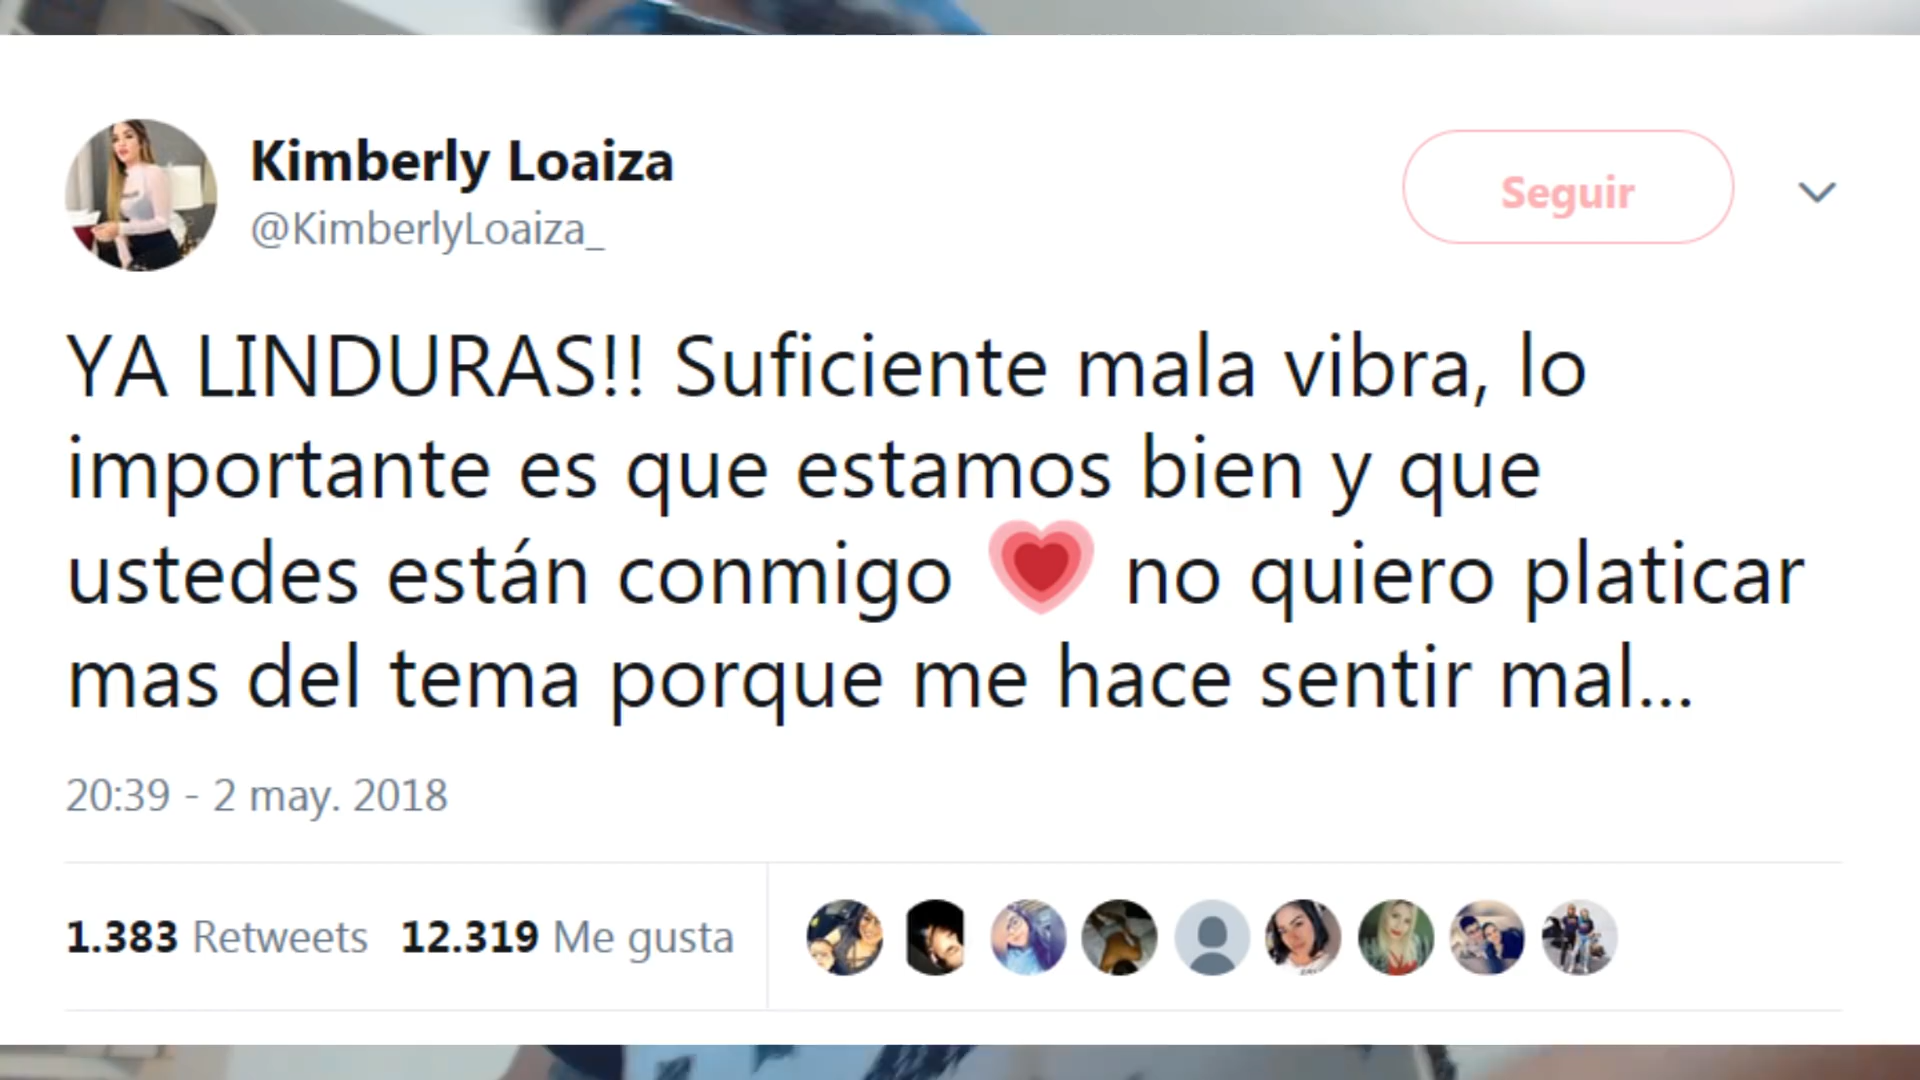 Kimberly Loaiza
@KimberlyLoaiza_
Seguir
YA LINDURAS!! Suficiente mala vibra, lo
importante es que estamos bien y que
ustedes están conmigo 💗 no quiero platicar
mas del tema porque me hace sentir mal...
20:39 - 2 may. 2018
1.383 Retweets 12.319 Me gusta